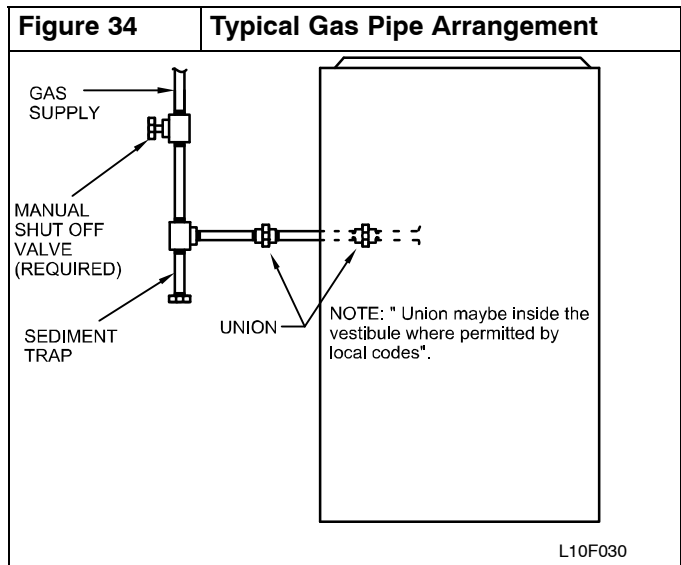 Figure 34
Typical Gas Pipe Arrangement
GAS
SUPPLY
MANUAL
SHUT OFF
VALVE
(REQUIRED)
SEDIMENT
TRAP
UNION
NOTE: " Union maybe inside the
vestibule where permitted by
local codes".
L10F030